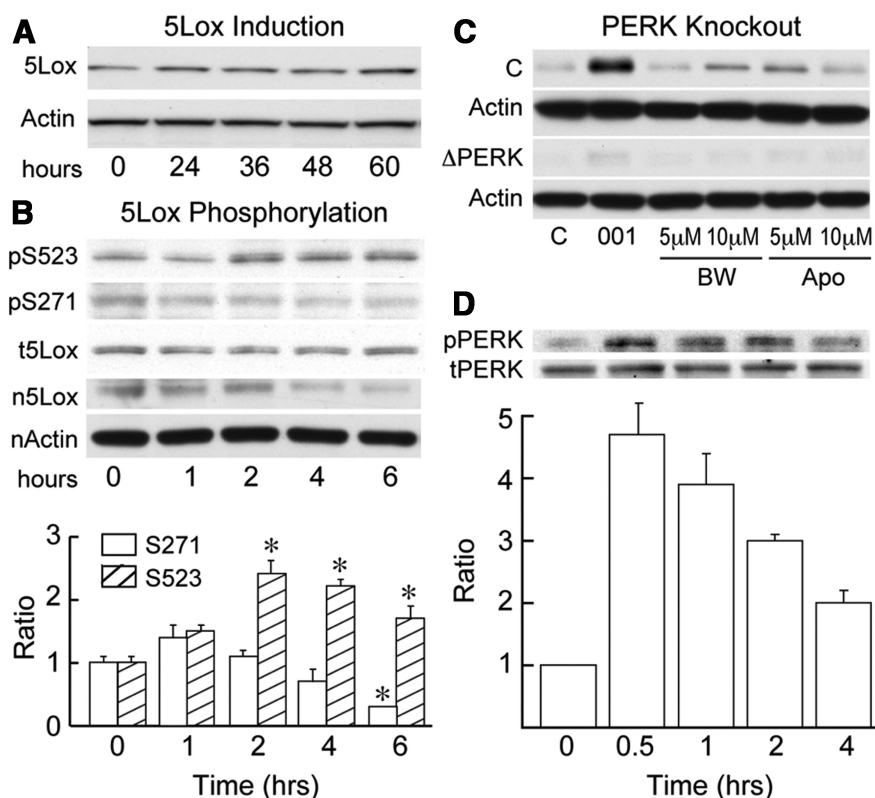 A
5Lox Induction
5Lox
Actin
hours 0 24 36 48 60
B
5Lox Phosphorylation
pS523
pS271
t5Lox
n5Lox
nActin
hours 0 1 2 4 6
3
2
1
0
Ratio
S271
S523
* * * *
0 1 2 4 6
Time (hrs)
C
PERK Knockout
C
Actin
ΔPERK
Actin
C 001 5μM 10μM 5μM 10μM
BW Apo
D
pPERK
tPERK
5
4
3
2
1
Ratio
0 0.5 1 2 4
Time (hrs)